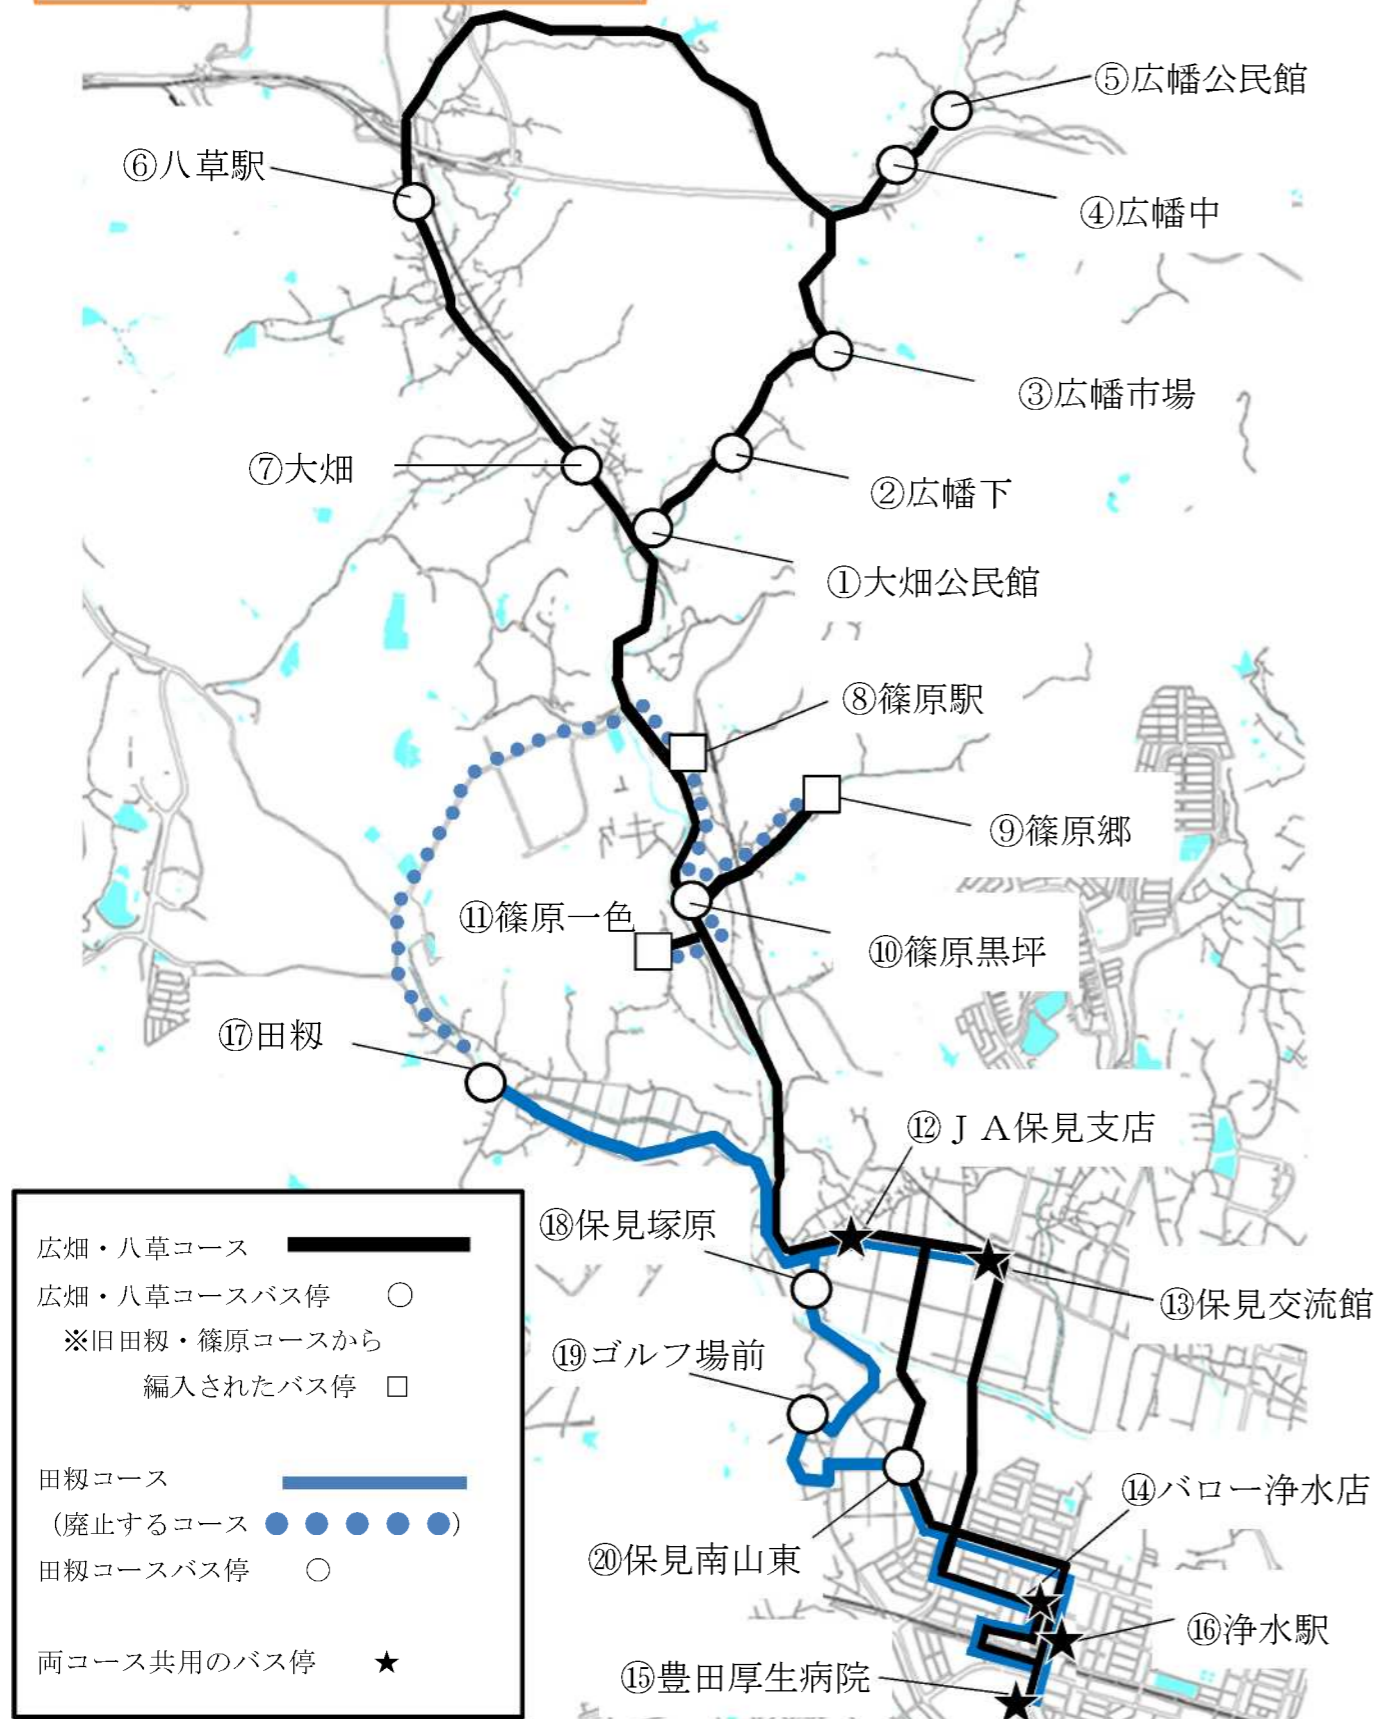 ⑤広幡公民館
⑥八草駅
④広幡中
③広幡市場
⑦大畑
②広幡下
①大畑公民館
⑧篠原駅
⑨篠原郷
⑪篠原一色
⑩篠原黒坪
⑰田籾
⑫ＪＡ保見支店
⑱保見塚原
⑬保見交流館
⑲ゴルフ場前
⑭バロー浄水店
⑳保見南山東
⑯浄水駅
⑮豊田厚生病院
広畑・八草コース
広畑・八草コースバス停 ○
※旧田籾・篠原コースから
編入されたバス停 □
田籾コース
（廃止するコース ●●●●●）
田籾コースバス停 ○
両コース共用のバス停 ★